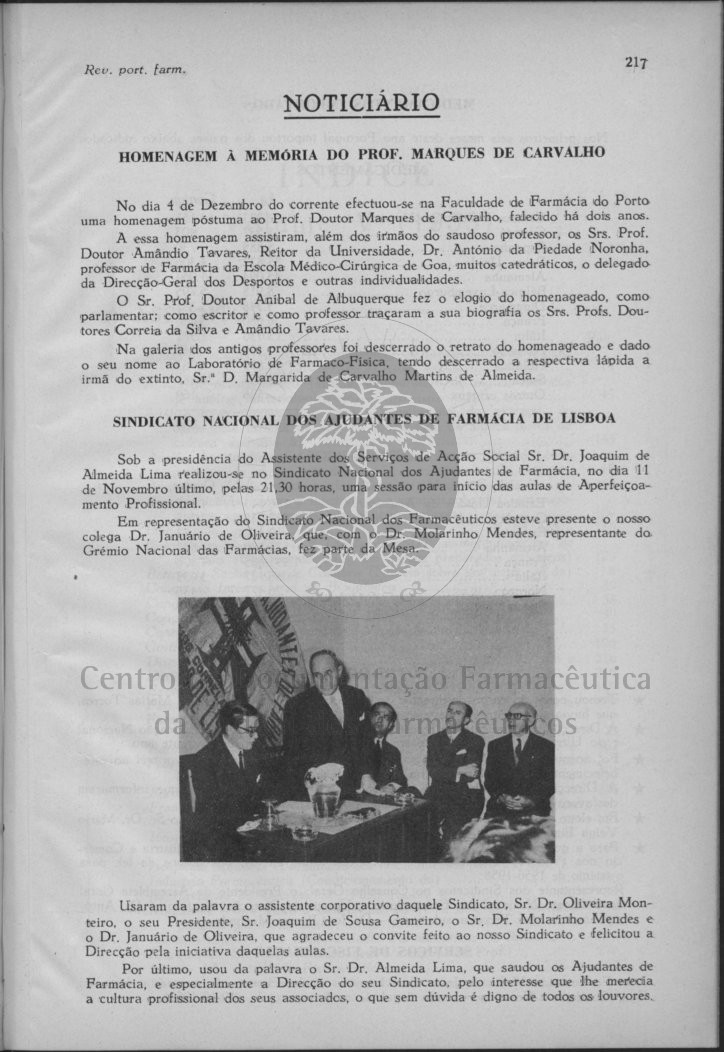 Rev. port. farm.
217
NOTICIÁRIO
HOMENAGEM À MEMÓRIA DO PROF. MARQUES DE CARVALHO
No dia 4 de Dezembro do corrente efectuou-se na Faculdade de Farmácia do Porto
uma homenagem póstuma ao Prof. Doutor Marques de Carvalho, falecido há dois anos.
A essa homenagem assistiram, além dos irmãos do saudoso professor, os Srs. Prof.
Doutor Amândio Tavares, Reitor da Universidade, Dr. António da Piedade Noronha,
professor de Farmácia da Escola Médico-Cirúrgica de Goa, muitos catedráticos, o delegado
da Direcção-Geral dos Desportos e outras individualidades.
O Sr. Prof. Doutor Anibal de Albuquerque fez o elogio do homenageado, como
parlamentar; como escritor e como professor traçaram a sua biografia os Srs. Profs. Dou-
tores Correia da Silva e Amândio Tavares.
Na galeria dos antigos professores foi descerrado o retrato do homenageado e dado
o seu nome ao Laboratório de Farmaco-Física, tendo descerrado a respectiva lápida a
irmã do extinto, Sr.ª D. Margarida de Carvalho Martins de Almeida.
SINDICATO NACIONAL DOS AJUDANTES DE FARMÁCIA DE LISBOA
Sob a presidência do Assistente dos Serviços de Acção Social Sr. Dr. Joaquim de
Almeida Lima realizou-se no Sindicato Nacional dos Ajudantes de Farmácia, no dia 11
de Novembro último, pelas 21,30 horas, uma sessão para início das aulas de Aperfeiçoa-
mento Profissional.
Em representação do Sindicato Nacional dos Farmacêuticos esteve presente o nosso
colega Dr. Januário de Oliveira, que, com o Dr. Molarinho Mendes, representante do
Grémio Nacional das Farmácias, fez parte da Mesa.
AJUDANTES D
DE LI
Centro de Documentação Farmacêutica
da Ordem dos Farmacêuticos
Usaram da palavra o assistente corporativo daquele Sindicato, Sr. Dr. Oliveira Mon-
teiro, o seu Presidente, Sr. Joaquim de Sousa Gameiro, o Sr. Dr. Molarinho Mendes e
o Dr. Januário de Oliveira, que agradeceu o convite feito ao nosso Sindicato e felicitou a
Direcção pela iniciativa daquelas aulas.
Por último, usou da palavra o Sr. Dr. Almeida Lima, que saudou os Ajudantes de
Farmácia, e especialmente a Direcção do seu Sindicato, pelo interesse que lhe merecia
a cultura profissional dos seus associados, o que sem dúvida é digno de todos os louvores.